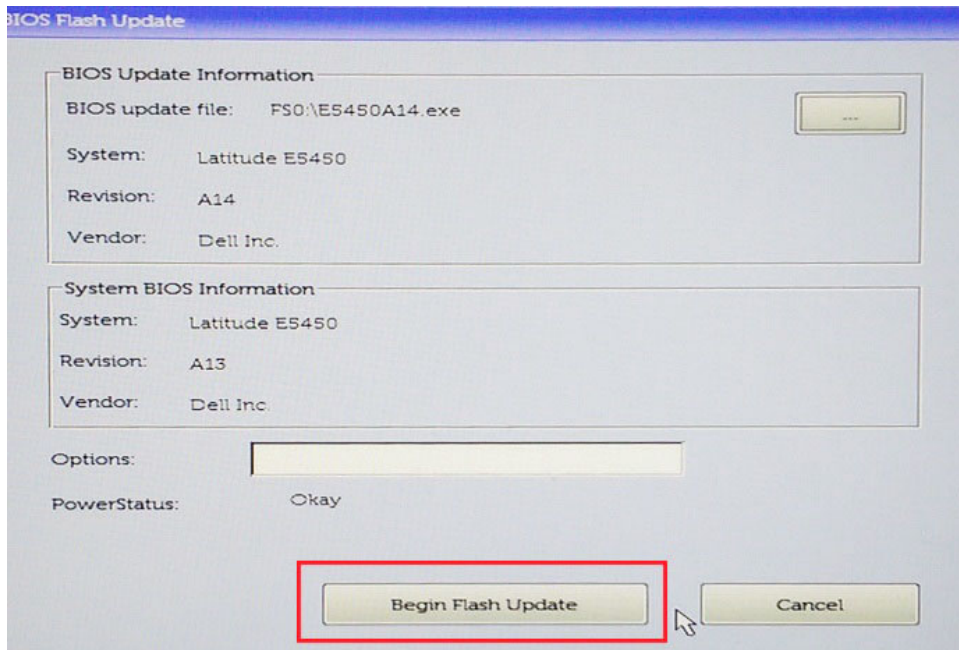 BIOS Flash Update
BIOS Update Information
BIOS update file: FS0:\E5450A14.exe
...
System: Latitude E5450
Revision: A14
Vendor: Dell Inc.
System BIOS Information
System: Latitude E5450
Revision: A13
Vendor: Dell Inc.
Options:
PowerStatus: Okay
Begin Flash Update Cancel